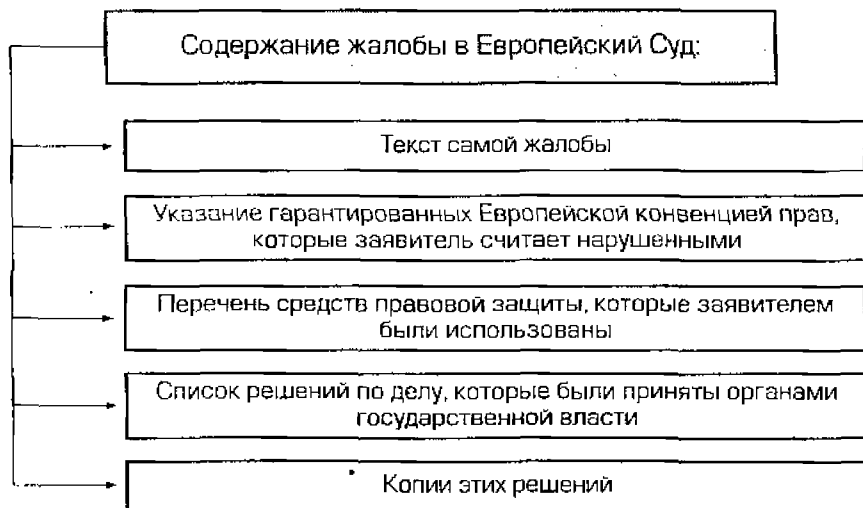 Содержание жалобы в Европейский Суд:
Текст самой жалобы
Указание гарантированных Европейской конвенцией прав,
которые заявитель считает нарушенными
Перечень средств правовой защиты, которые заявителем
были использованы
Список решений по делу, которые были приняты органами
государственной власти
Копии этих решений